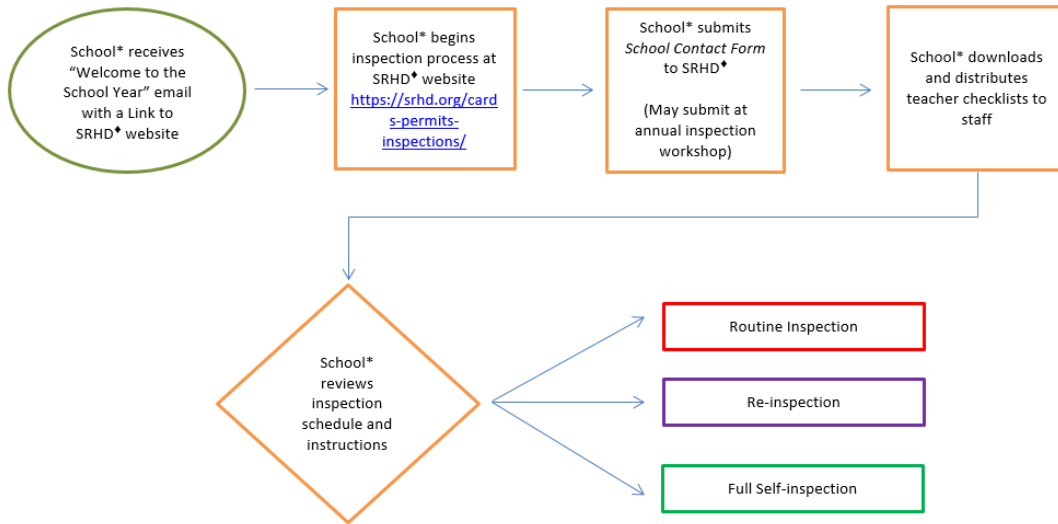 School* receives
“Welcome to the
School Year” email
with a Link to
SRHD♦ website
School* begins
inspection process at
SRHD♦ website
https://srhd.org/card
s-permits-
inspections/
School* submits
School Contact Form
to SRHD♦
(May submit at
annual inspection
workshop)
School* downloads
and distributes
teacher checklists to
staff
School*
reviews
inspection
schedule and
instructions
Routine Inspection
Re-inspection
Full Self-inspection